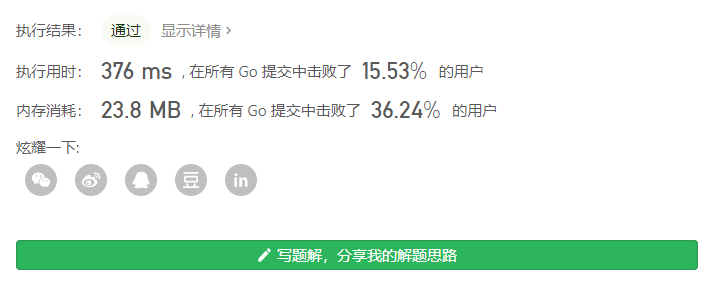 执行结果： 通过 显示详情 ›
执行用时： 376 ms , 在所有 Go 提交中击败了 15.53% 的用户
内存消耗： 23.8 MB , 在所有 Go 提交中击败了 36.24% 的用户
炫耀一下:
豆 in
写题解，分享我的解题思路